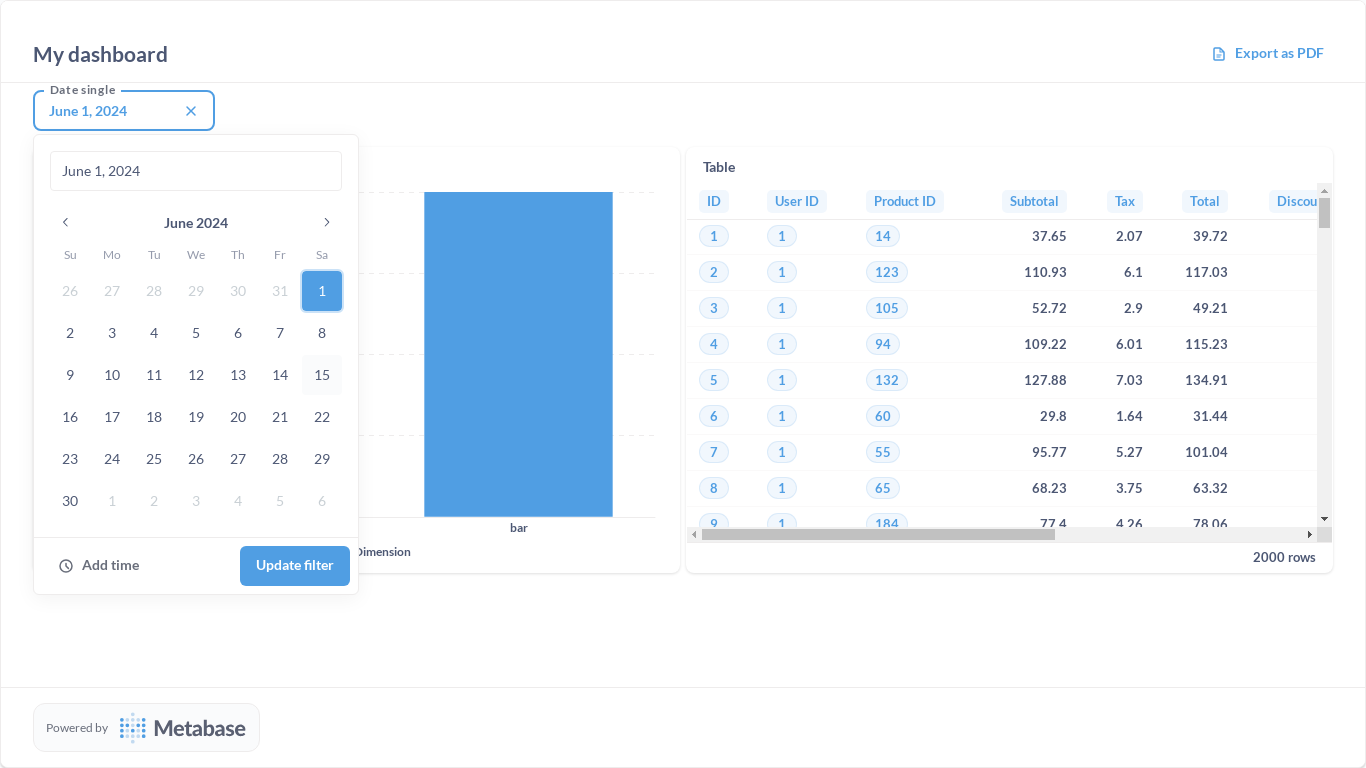 My dashboard
Export as PDF
Date single
June 1, 2024
June 1, 2024
June 2024
Su Mo Tu We Th Fr Sa
26 27 28 29 30 31 1
2 3 4 5 6 7 8
9 10 11 12 13 14 15
16 17 18 19 20 21 22
23 24 25 26 27 28 29
30 1 2 3 4 5 6
Add time
Update filter
bar
Dimension
Table
ID User ID Product ID Subtotal Tax Total Discou
1 1 14 37.65 2.07 39.72
2 1 123 110.93 6.1 117.03
3 1 105 52.72 2.9 49.21
4 1 94 109.22 6.01 115.23
5 1 132 127.88 7.03 134.91
6 1 60 29.8 1.64 31.44
7 1 55 95.77 5.27 101.04
8 1 65 68.23 3.75 63.32
9 1 184 77.4 4.26 78.06
2000 rows
Powered by
Metabase